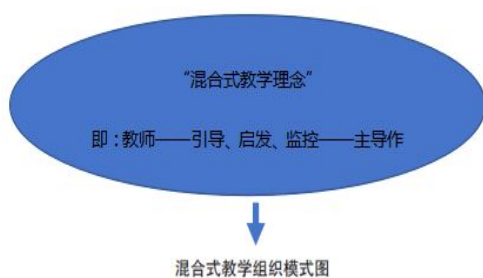 “混合式教学理念”
即：教师——引导、启发、监控——主导作
混合式教学组织模式图